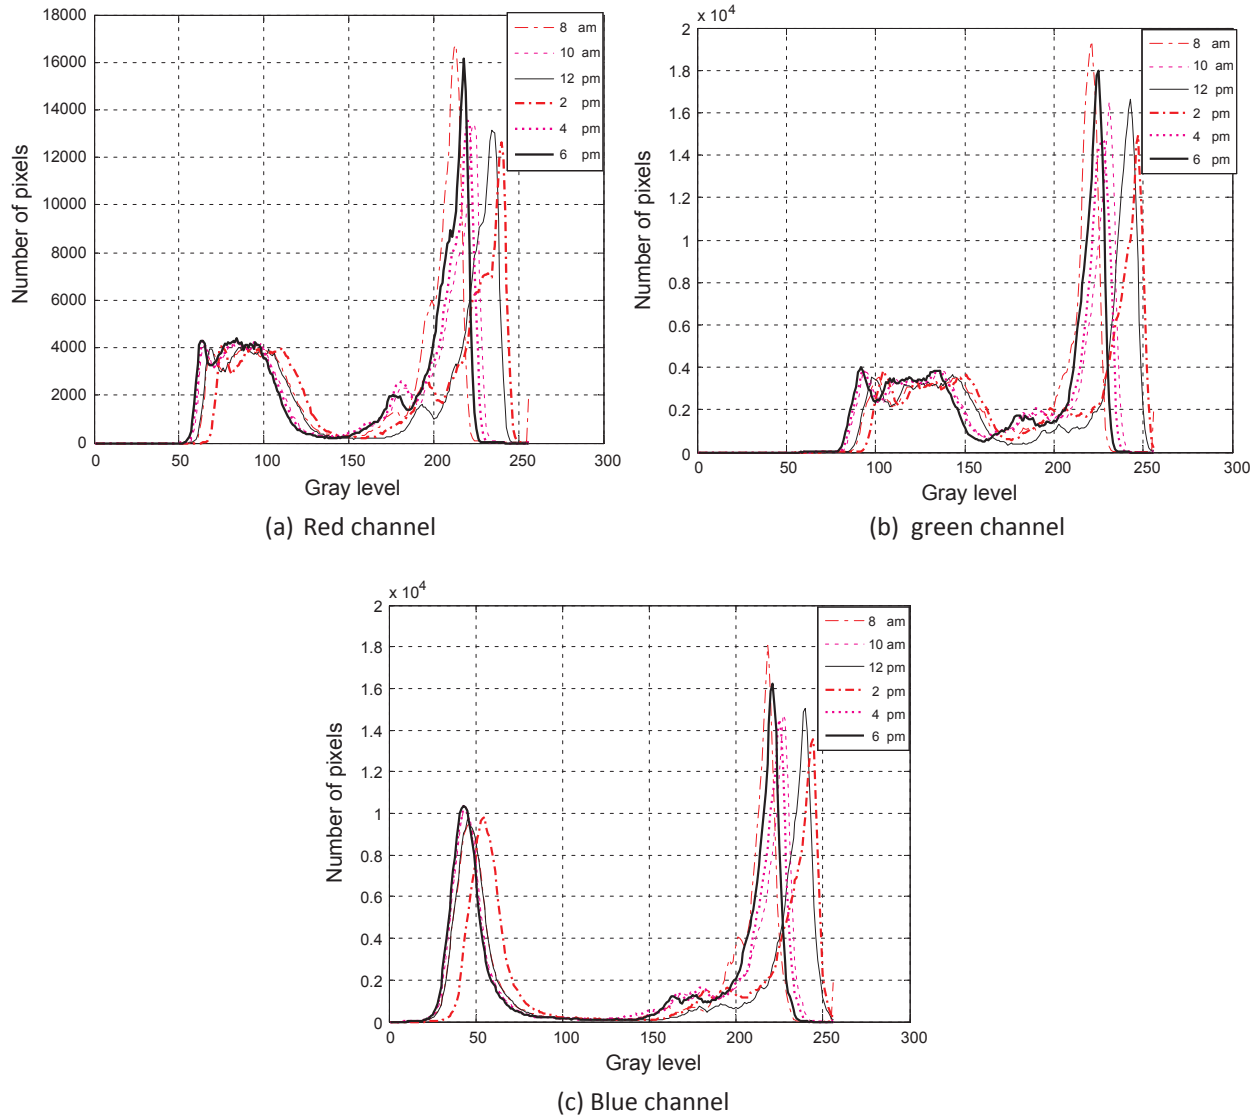 18000
16000
14000
12000
10000
8000
6000
4000
2000
0
Number of pixels
8 am
10 am
12 pm
2 pm
4 pm
6 pm
0 50 100 150 200 250 300
Gray level
(a) Red channel
x 10^4
2
1.8
1.6
1.4
1.2
1
0.8
0.6
0.4
0.2
0
Number of pixels
8 am
10 am
12 pm
2 pm
4 pm
6 pm
0 50 100 150 200 250 300
Gray level
(b) green channel
x 10^4
2
1.8
1.6
1.4
1.2
1
0.8
0.6
0.4
0.2
0
Number of pixels
8 am
10 am
12 pm
2 pm
4 pm
6 pm
0 50 100 150 200 250 300
Gray level
(c) Blue channel